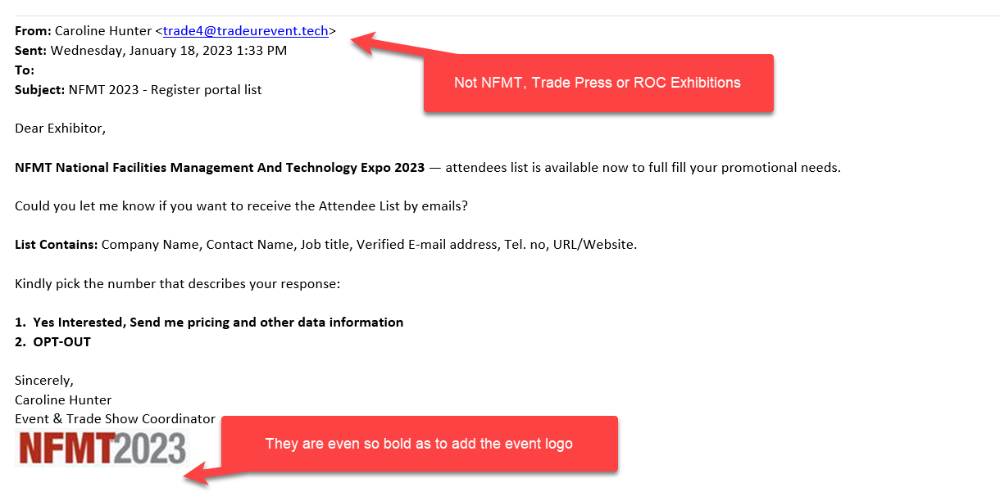 From: Caroline Hunter <trade4@tradeurevent.tech>
Sent: Wednesday, January 18, 2023 1:33 PM
To:
Subject: NFMT 2023 - Register portal list
Not NFMT, Trade Press or ROC Exhibitions
Dear Exhibitor,
NFMT National Facilities Management And Technology Expo 2023 — attendees list is available now to full fill your promotional needs.
Could you let me know if you want to receive the Attendee List by emails?
List Contains: Company Name, Contact Name, Job title, Verified E-mail address, Tel. no, URL/Website.
Kindly pick the number that describes your response:
1. Yes Interested, Send me pricing and other data information
2. OPT-OUT
Sincerely,
Caroline Hunter
Event & Trade Show Coordinator
NFMT2023
They are even so bold as to add the event logo